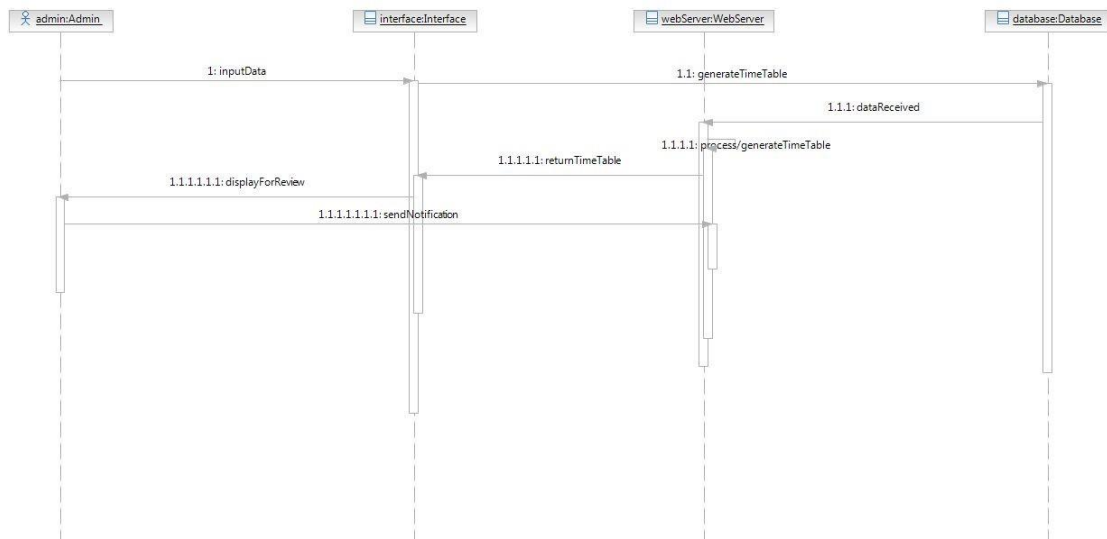 admin:Admin
interface:Interface
webServer:WebServer
database:Database
1: inputData
1.1: generateTimeTable
1.1.1: dataReceived
1.1.1.1: process/generateTimeTable
1.1.1.1.1: returnTimeTable
1.1.1.1.1.1: displayForReview
1.1.1.1.1.1.1: sendNotification